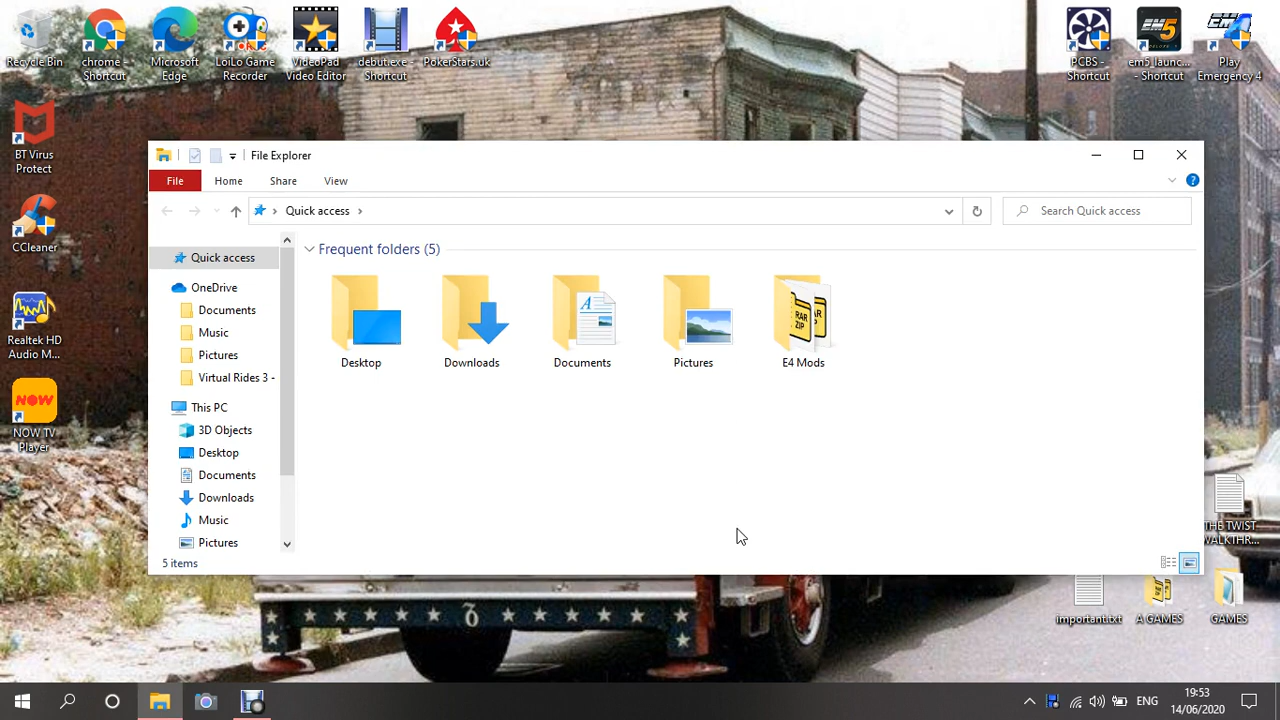 Recycle Bin
chrome - Shortcut
Microsoft Edge
LoiLo Game Recorder
VideoPad Video Editor
debut.exe - Shortcut
PokerStars.uk
PCBS - Shortcut
EM5
em5_launc... - Shortcut
Play Emergency 4
BT Virus Protect
CCleaner
Realtek HD Audio M...
NOW
NOW TV Player
File Explorer
File
Home
Share
View
Quick access
Search Quick access
Quick access
OneDrive
Documents
Music
Pictures
Virtual Rides 3 -
This PC
3D Objects
Desktop
Documents
Downloads
Music
Pictures
Frequent folders (5)
Desktop
Downloads
Documents
Pictures
E4 Mods
5 items
THE TWIST
WALKTHR...
important.txt
A GAMES
GAMES
ENG
19:53
14/06/2020